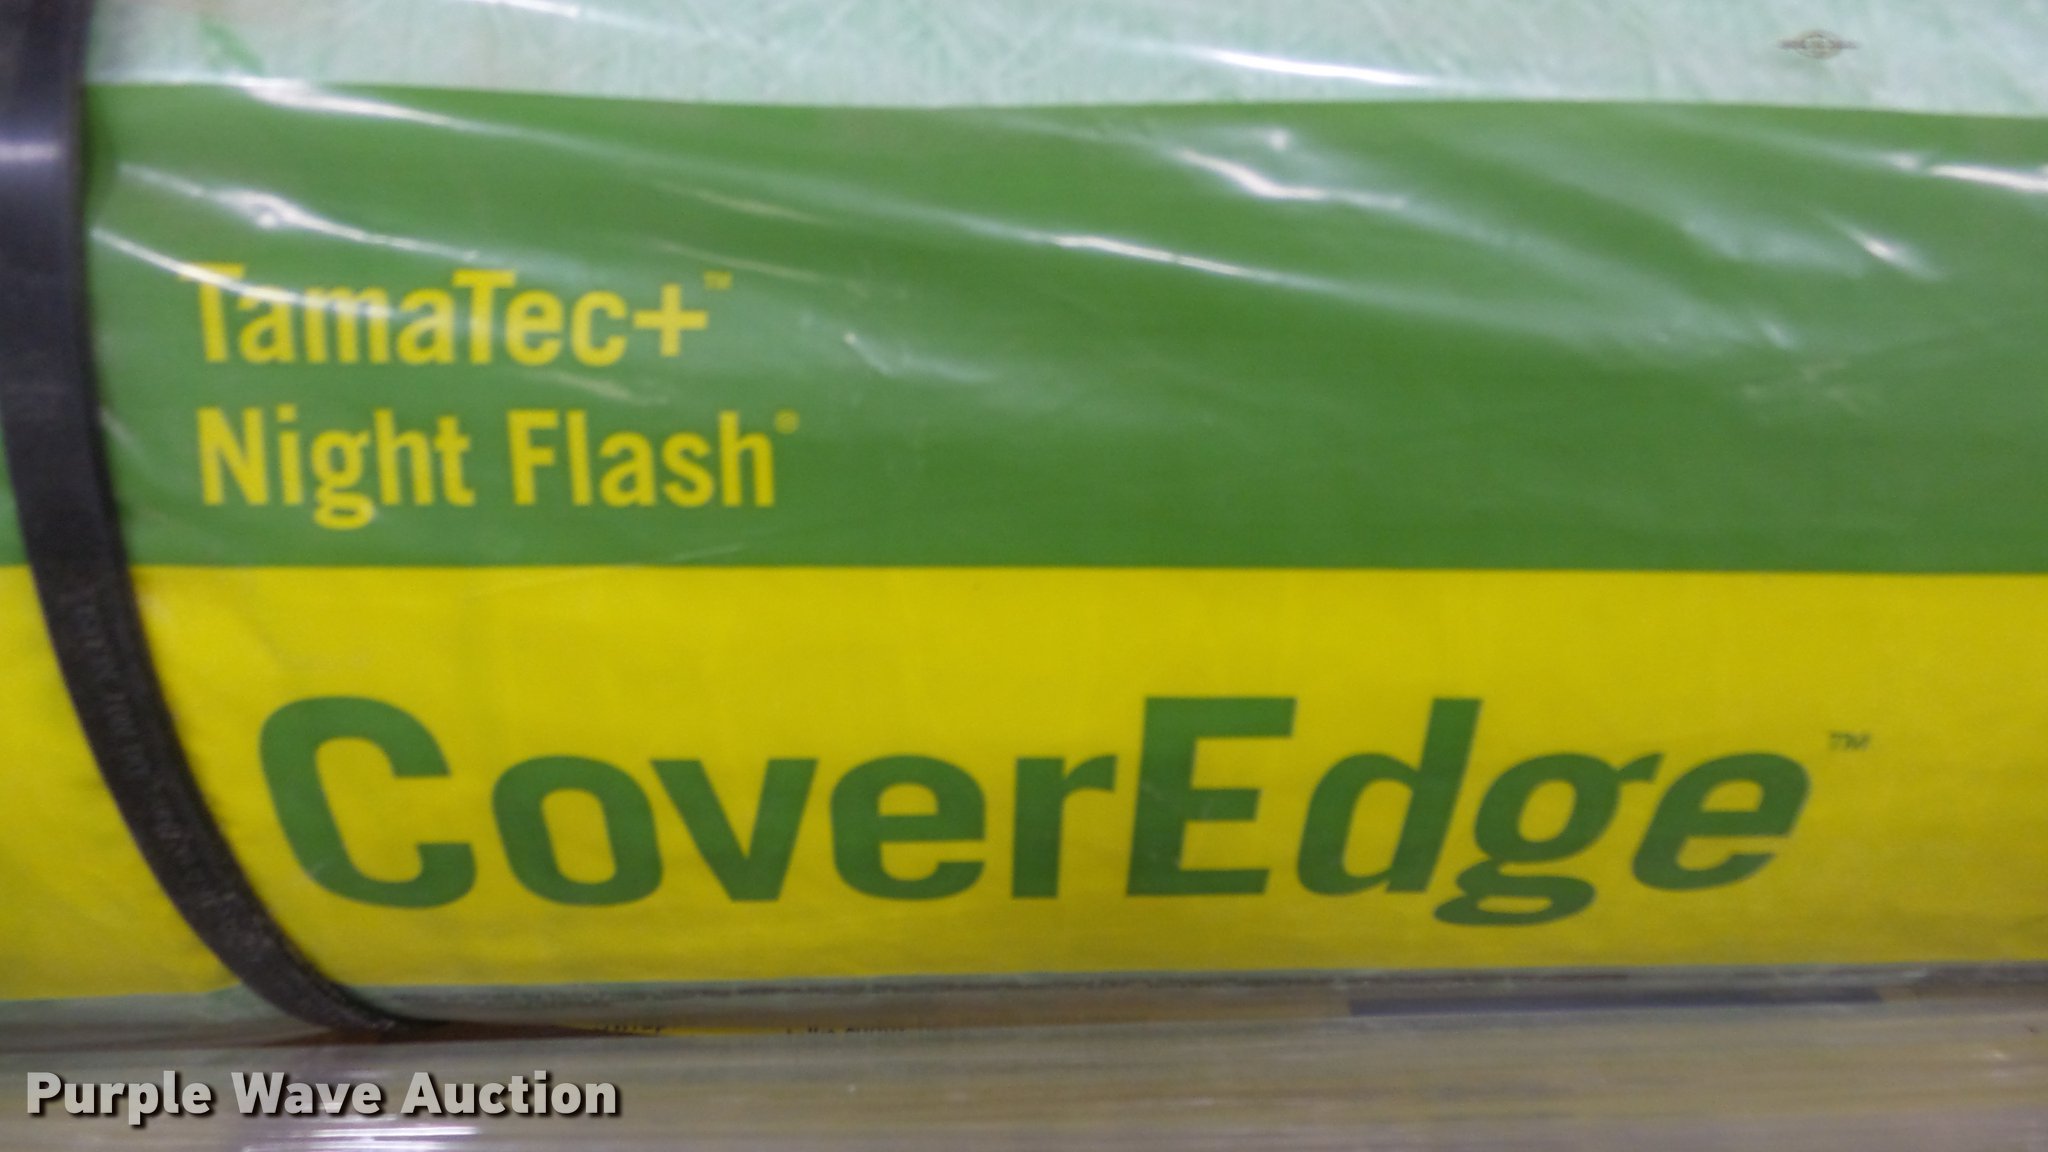 TamaTec+™
Night Flash®
CoverEdge™
Purple Wave Auction